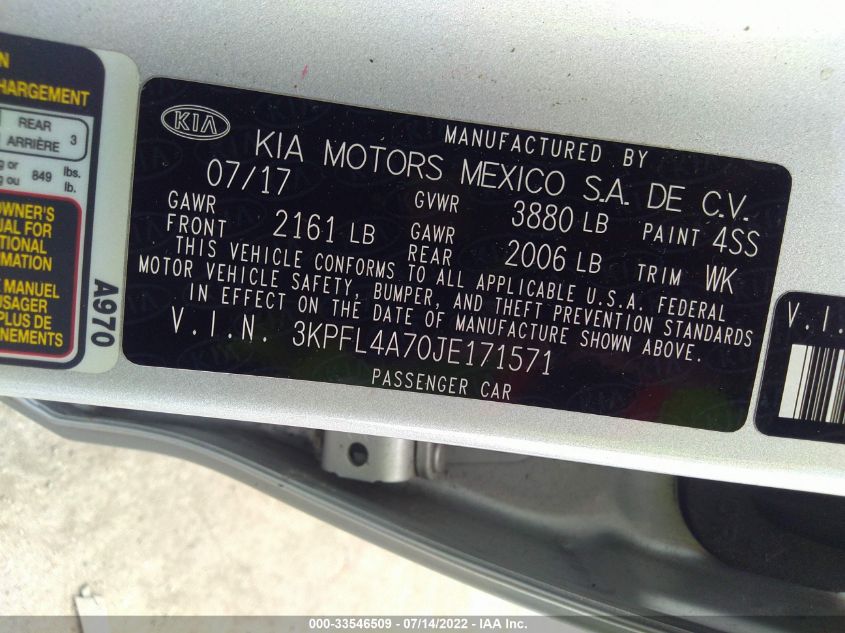 N
HARGEMENT
REAR 3
ARRIÈRE
g or lbs.
g ou 849 lb.
OWNER'S
UAL FOR
TIONAL
RMATION
E MANUEL
USAGER
PLUS DE
NEMENTS
A970
KIA
MANUFACTURED BY
KIA MOTORS MEXICO S.A. DE C.V.
07/17
GAWR FRONT 2161 LB
GVWR 3880 LB
GAWR REAR 2006 LB
PAINT 4SS
TRIM WK
THIS VEHICLE CONFORMS TO ALL APPLICABLE U.S.A. FEDERAL
MOTOR VEHICLE SAFETY, BUMPER, AND THEFT PREVENTION STANDARDS
IN EFFECT ON THE DATE OF MANUFACTURE SHOWN ABOVE.
V.I.N. 3KPFL4A70JE171571
PASSENGER CAR
V.I.
000-33546509 - 07/14/2022 - IAA Inc.